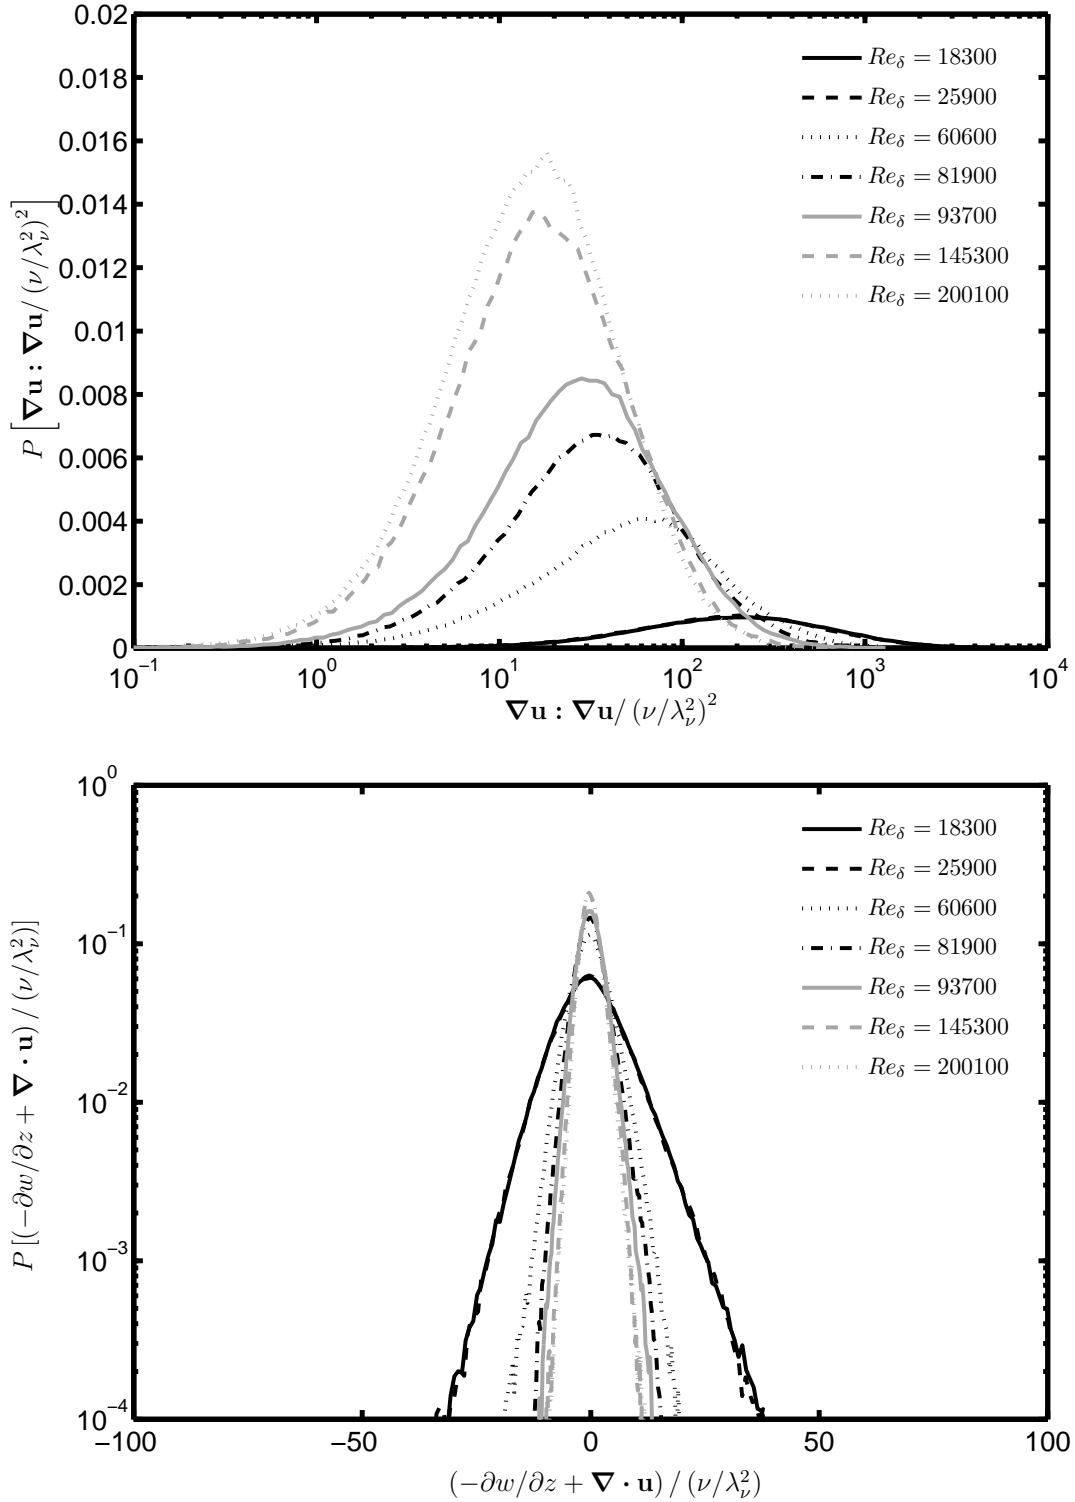 0.02
0.018
0.016
0.014
0.012
0.01
0.008
0.006
0.004
0.002
0
P [∇u : ∇u/ (ν/λ_ν^2)^2]
Re_δ = 18300
Re_δ = 25900
Re_δ = 60600
Re_δ = 81900
Re_δ = 93700
Re_δ = 145300
Re_δ = 200100
10^−1 10^0 10^1 10^2 10^3 10^4
∇u : ∇u/ (ν/λ_ν^2)^2
10^0
10^−1
10^−2
10^−3
10^−4
P [(−∂w/∂z + ∇ · u) / (ν/λ_ν^2)]
Re_δ = 18300
Re_δ = 25900
Re_δ = 60600
Re_δ = 81900
Re_δ = 93700
Re_δ = 145300
Re_δ = 200100
−100 −50 0 50 100
(−∂w/∂z + ∇ · u) / (ν/λ_ν^2)